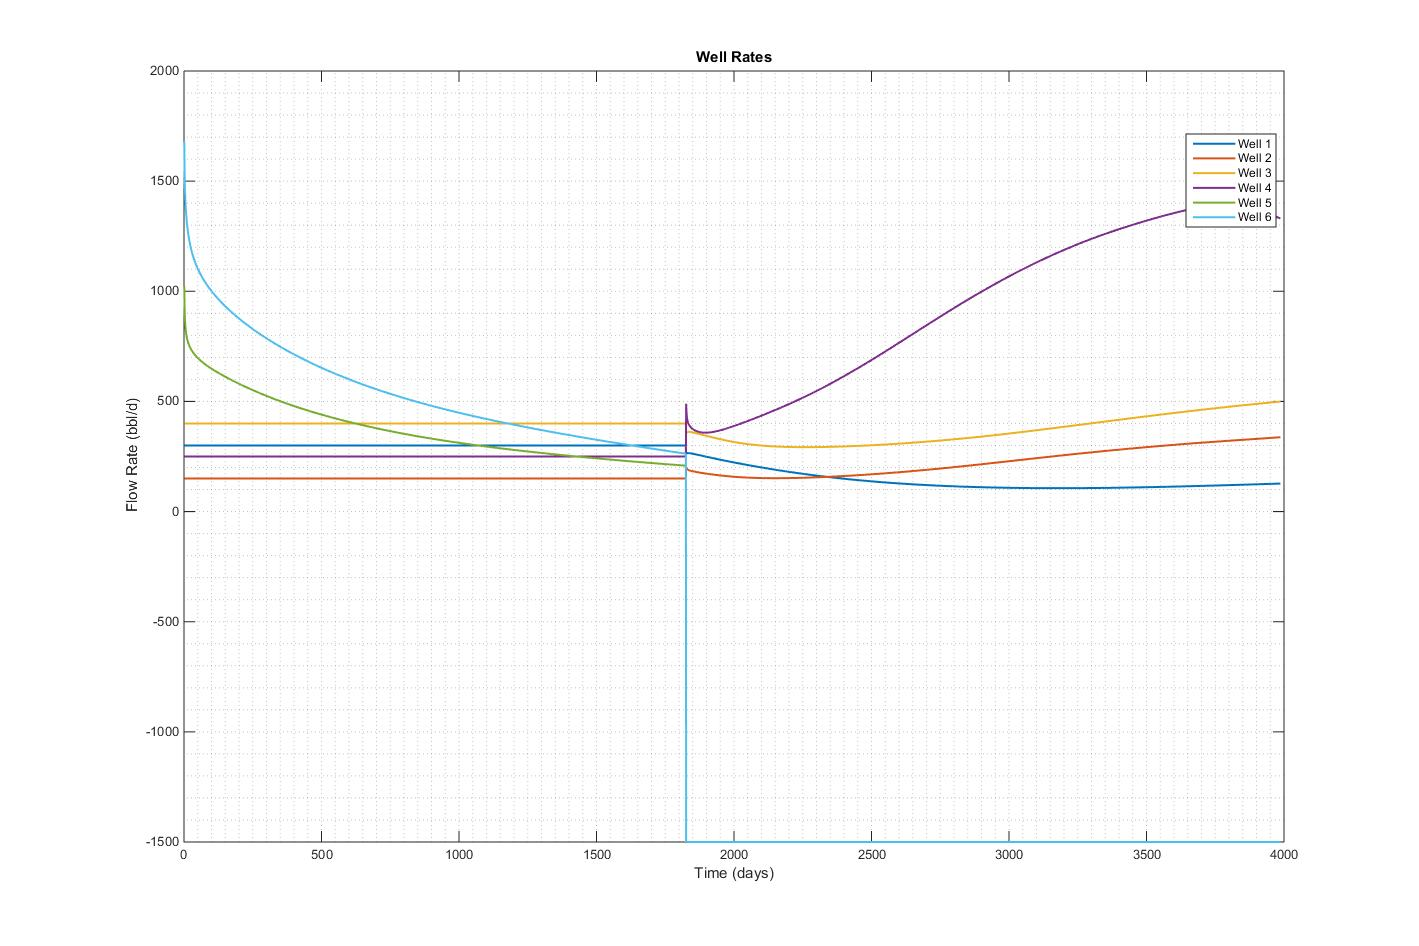 Well Rates
2000
1500
1000
500
0
-500
-1000
-1500
Flow Rate (bbl/d)
Well 1
Well 2
Well 3
Well 4
Well 5
Well 6
0 500 1000 1500 2000 2500 3000 3500 4000
Time (days)